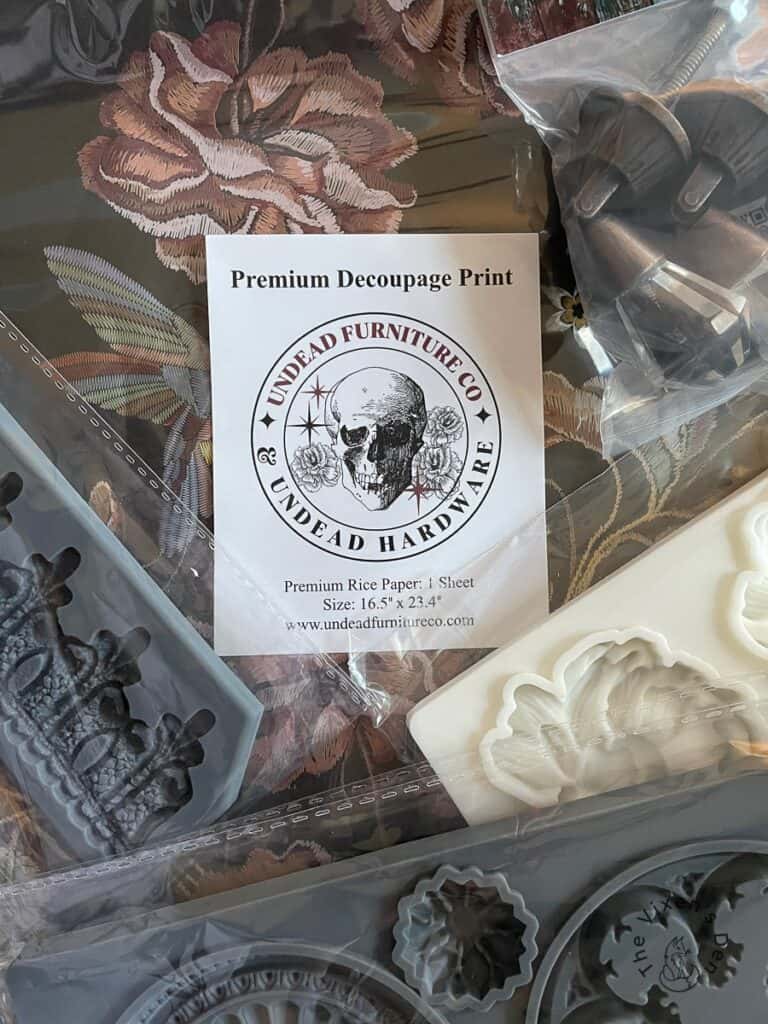 Premium Decoupage Print
UNDEAD FURNITURE CO
& UNDEAD HARDWARE
Premium Rice Paper: 1 Sheet
Size: 16.5" x 23.4"
www.undeadfurnitureco.com
The Vixen's Den